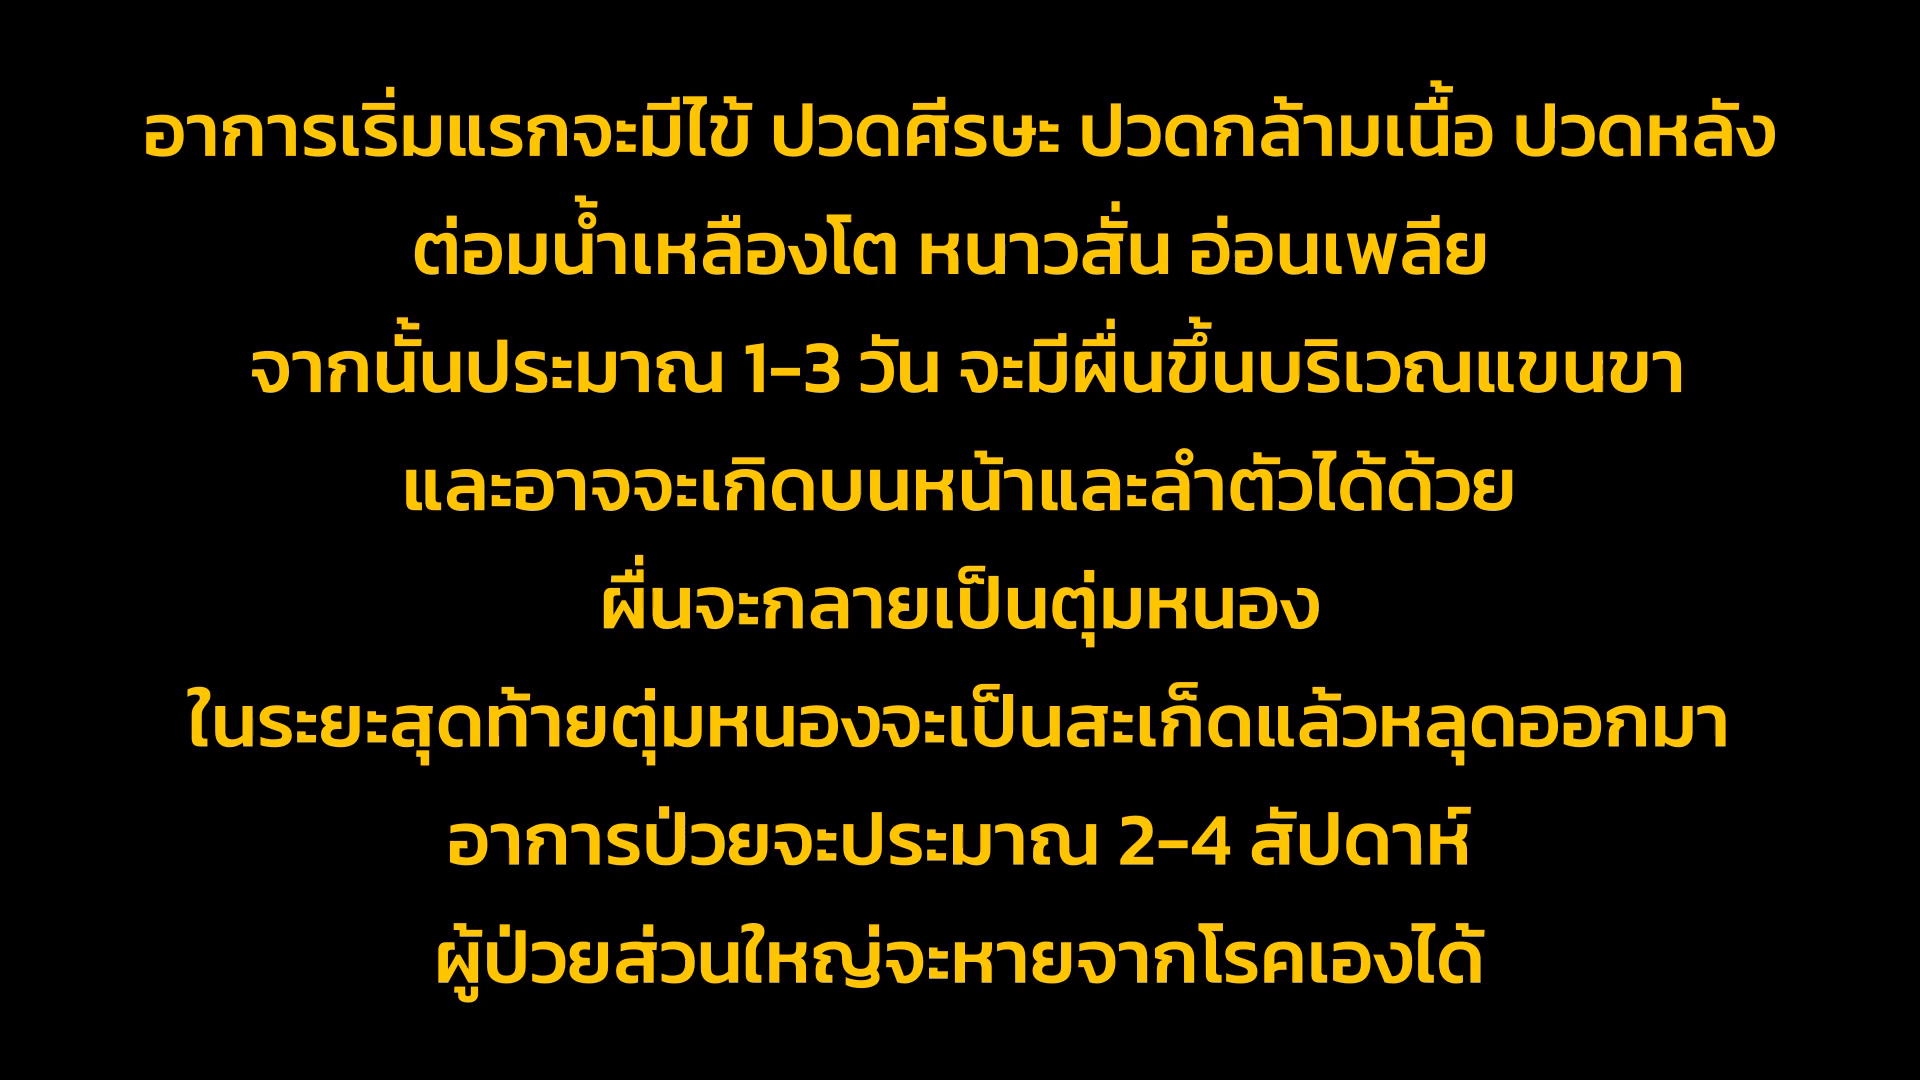 อาการเริ่มแรกจะมีไข้ ปวดศีรษะ ปวดกล้ามเนื้อ ปวดหลัง
ต่อมน้ำเหลืองโต หนาวสั่น อ่อนเพลีย
จากนั้นประมาณ 1-3 วัน จะมีผื่นขึ้นบริเวณแขนขา
และอาจจะเกิดบนหน้าและลำตัวได้ด้วย
ผื่นจะกลายเป็นตุ่มหนอง
ในระยะสุดท้ายตุ่มหนองจะเป็นสะเก็ดแล้วหลุดออกมา
อาการป่วยจะประมาณ 2-4 สัปดาห์
ผู้ป่วยส่วนใหญ่จะหายจากโรคเองได้